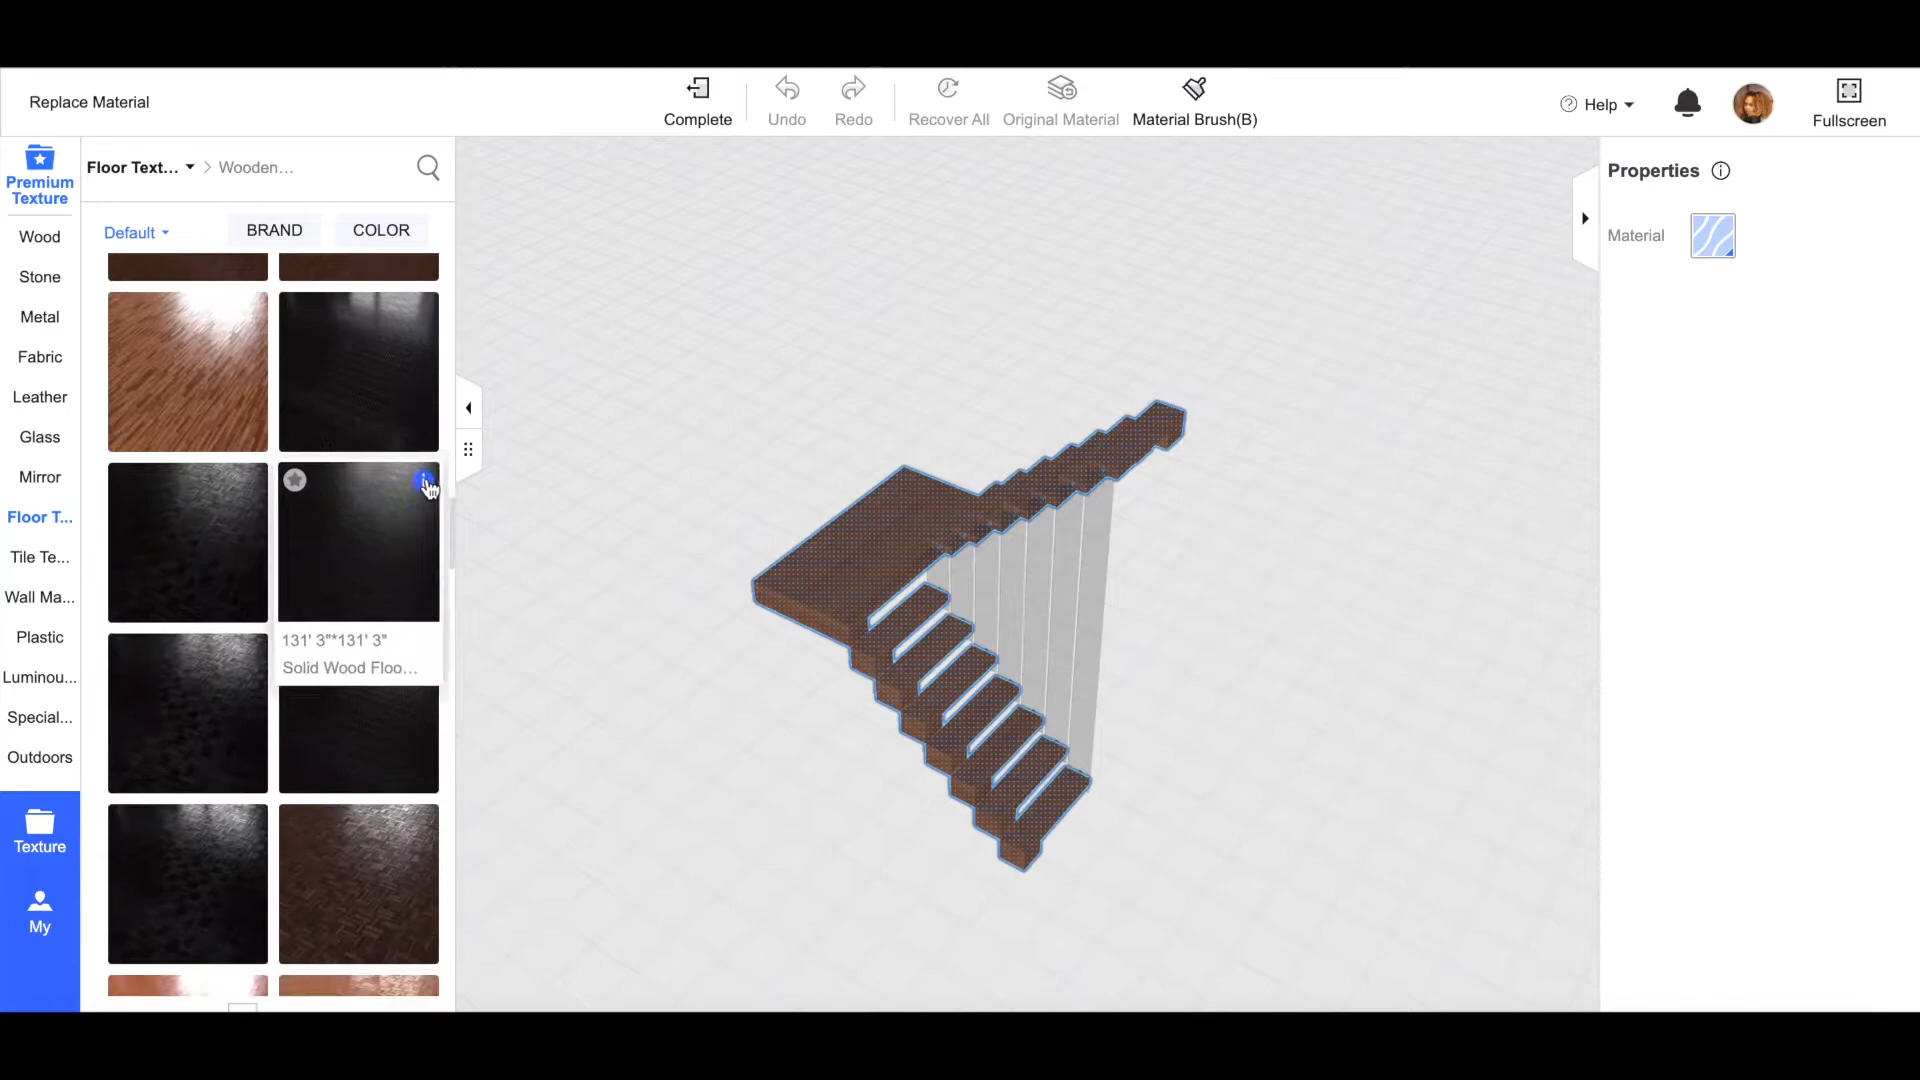 Replace Material
Complete
Undo
Redo
Recover All
Original Material
Material Brush(B)
Help
Fullscreen
Premium
Texture
Wood
Stone
Metal
Fabric
Leather
Glass
Mirror
Floor T...
Tile Te...
Wall Ma...
Plastic
Luminou...
Special...
Outdoors
Texture
My
Floor Text... > Wooden...
Default
BRAND
COLOR
131' 3"*131' 3"
Solid Wood Floo...
Properties
Material